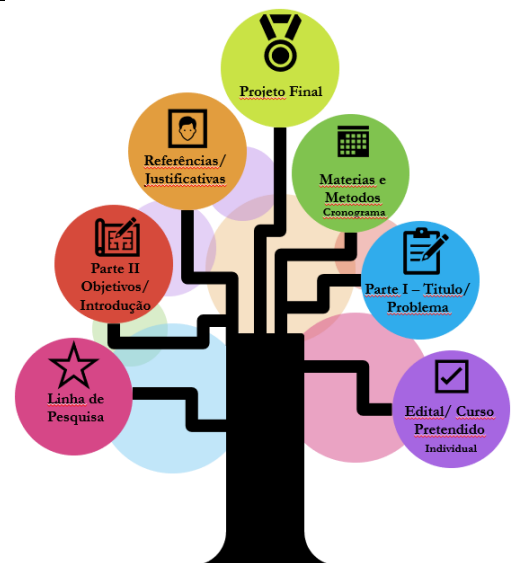 Projeto Final
Referências/
Justificativas
Materias e
Metodos
Cronograma
Parte II
Objetivos/
Introdução
Parte I – Titulo/
Problema
Linha de
Pesquisa
Edital/ Curso
Pretendido
Individual